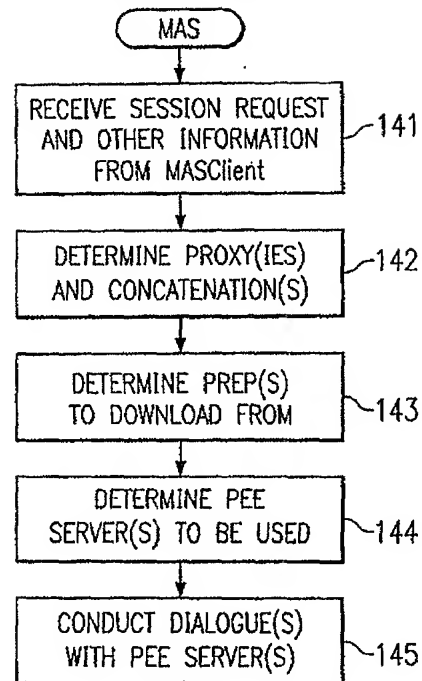 MAS
RECEIVE SESSION REQUEST
AND OTHER INFORMATION
FROM MASClient
141
DETERMINE PROXY(IES)
AND CONCATENATION(S)
142
DETERMINE PREP(S)
TO DOWNLOAD FROM
143
DETERMINE PEE
SERVER(S) TO BE USED
144
CONDUCT DIALOGUE(S)
WITH PEE SERVER(S)
145